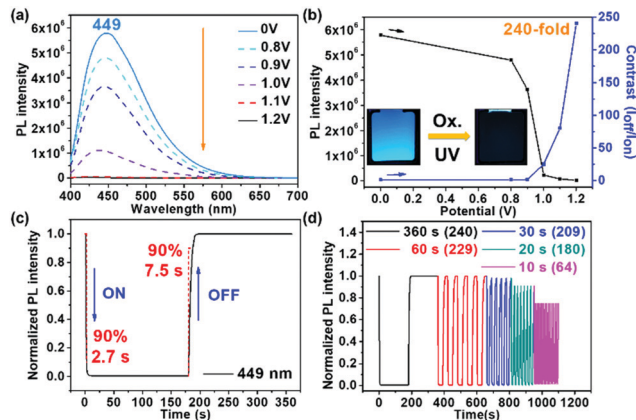 (a)
449
0V
0.8V
0.9V
1.0V
1.1V
1.2V
6x10⁶
5x10⁶
4x10⁶
3x10⁶
2x10⁶
1x10⁶
0
PL intensity
400 450 500 550 600 650 700
Wavelength (nm)
(b)
240-fold
6x10⁶
5x10⁶
4x10⁶
3x10⁶
2x10⁶
1x10⁶
0
PL intensity
Ox.
UV
250
200
150
100
50
0
Contrast (Ioff/Ion)
0.0 0.2 0.4 0.6 0.8 1.0 1.2
Potential (V)
(c)
1.4
1.2
1.0
0.8
0.6
0.4
0.2
0.0
Normalized PL intensity
90%
7.5 s
ON
OFF
90%
2.7 s
449 nm
0 50 100 150 200 250 300 350
Time (s)
(d)
360 s (240)
30 s (209)
60 s (229)
20 s (180)
10 s (64)
1.4
1.2
1.0
0.8
0.6
0.4
0.2
0.0
Normalized PL intensity
0 200 400 600 800 1000 1200
Time(s)